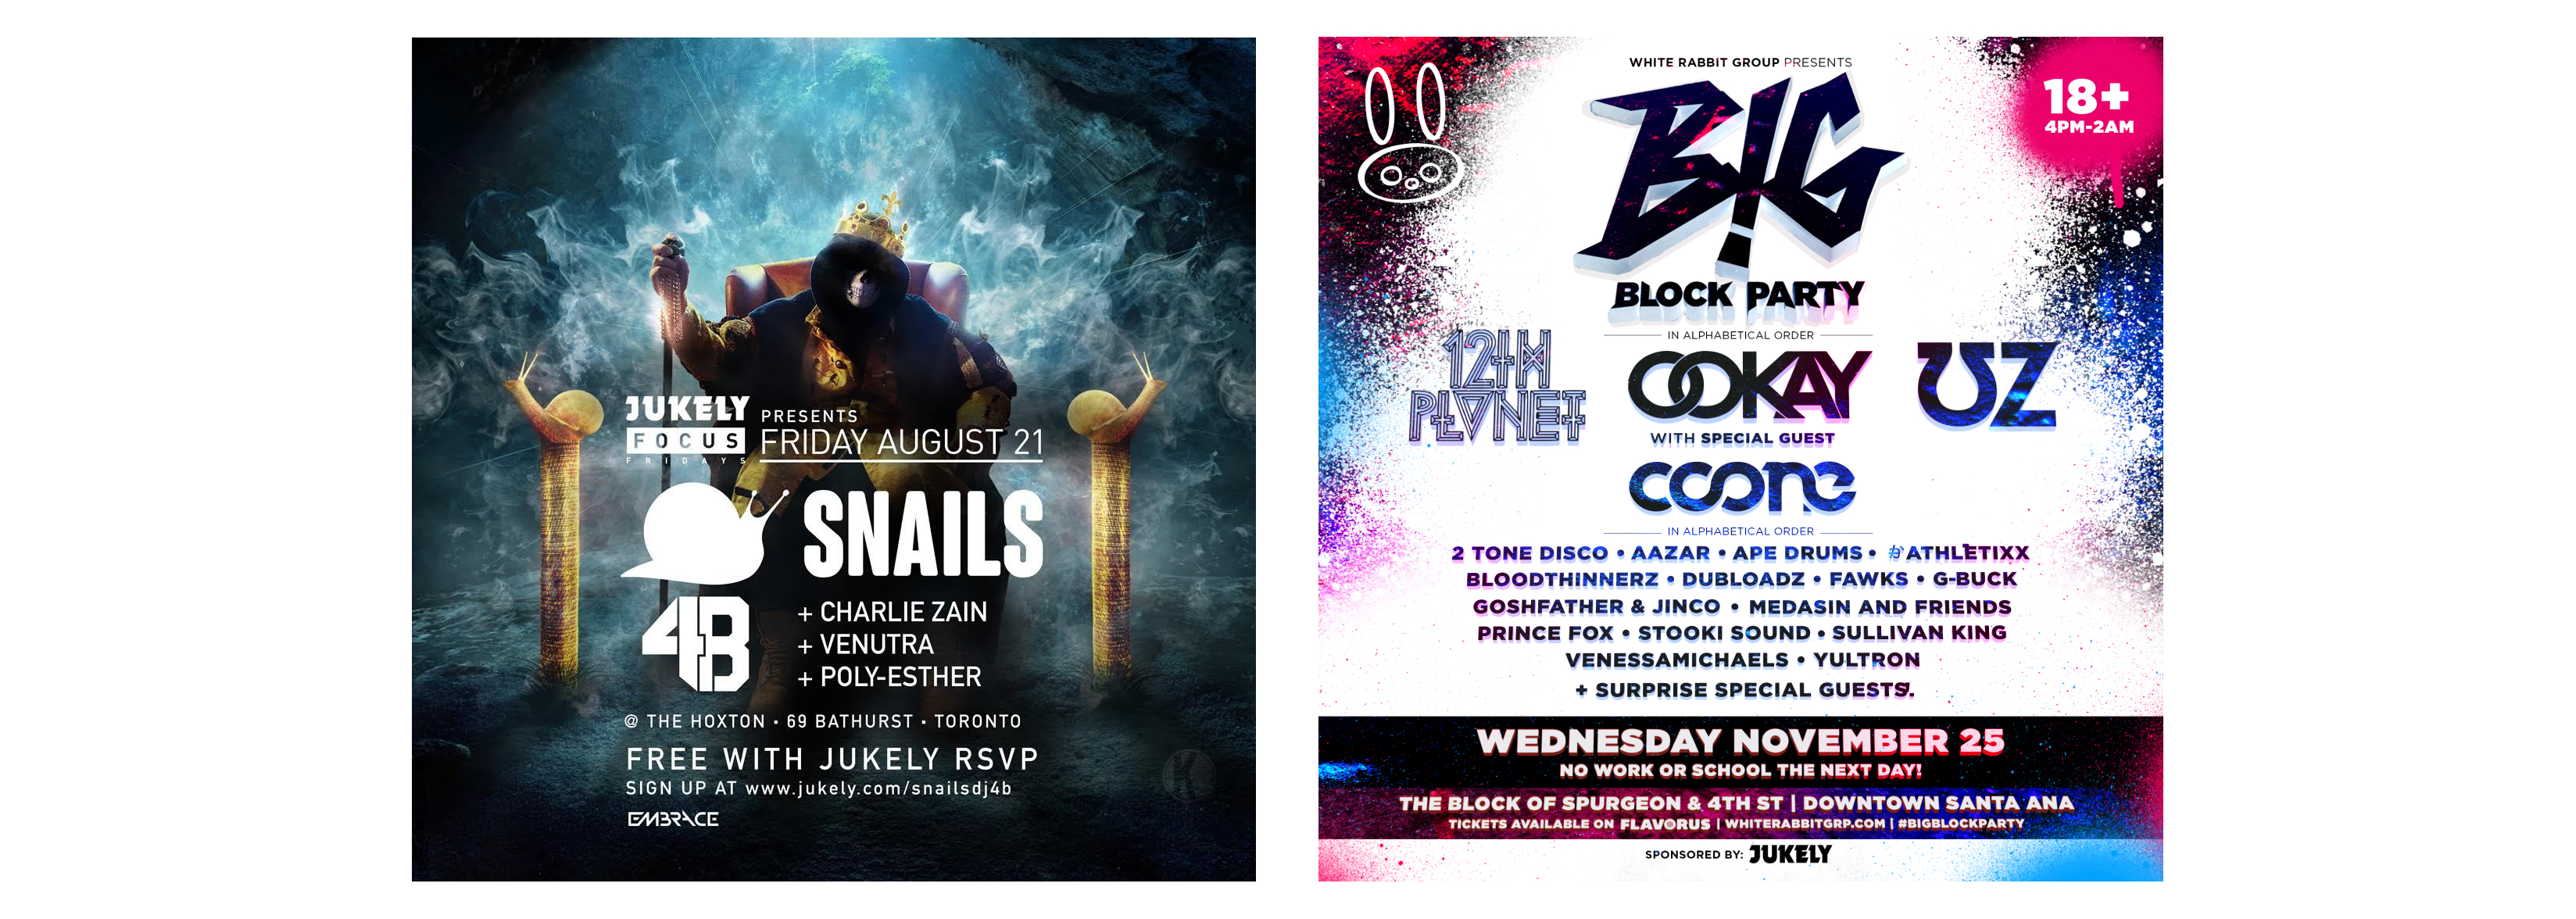 JUKELY
FOCUS
FRIDAYS
PRESENTS
FRIDAY AUGUST 21
SNAILS
4B
+ CHARLIE ZAIN
+ VENUTRA
+ POLY-ESTHER
@ THE HOXTON • 69 BATHURST • TORONTO
FREE WITH JUKELY RSVP
SIGN UP AT www.jukely.com/snailsdj4b
EMBRACE
K
WHITE RABBIT GROUP PRESENTS
18+
4PM-2AM
BIG
BLOCK PARTY
IN ALPHABETICAL ORDER
12TH
PLANET
OOKAY
UZ
WITH SPECIAL GUEST
COONE
IN ALPHABETICAL ORDER
2 TONE DISCO • AAZAR • APE DRUMS • ATHLETIXX
BLOODTHINNERZ • DUBLOADZ • FAWKS • G-BUCK
GOSHFATHER & JINCO • MEDASIN AND FRIENDS
PRINCE FOX • STOOKI SOUND • SULLIVAN KING
VENESSAMICHAELS • YULTRON
+ SURPRISE SPECIAL GUESTS.
WEDNESDAY NOVEMBER 25
NO WORK OR SCHOOL THE NEXT DAY!
THE BLOCK OF SPURGEON & 4TH ST | DOWNTOWN SANTA ANA
TICKETS AVAILABLE ON FLAVORUS | WHITERABBITGRP.COM | #BIGBLOCKPARTY
SPONSORED BY: JUKELY